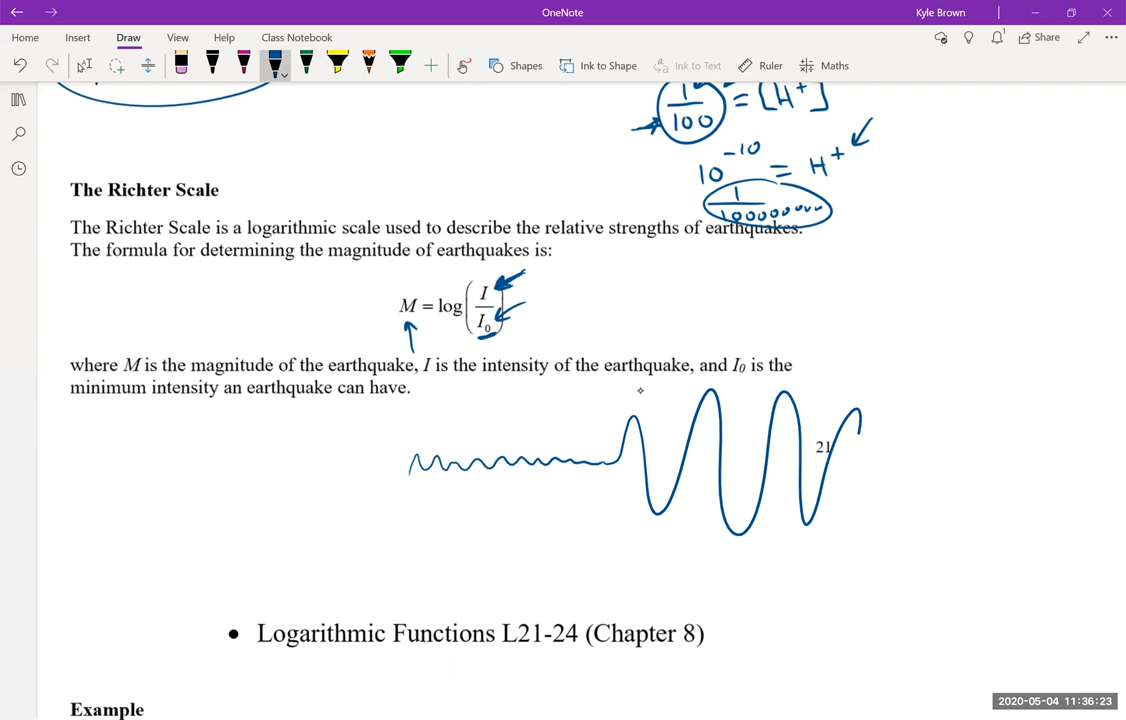 OneNote
Kyle Brown
Home Insert Draw View Help Class Notebook
Share
Shapes Ink to Shape Ink to Text Ruler Maths
1/100 = [H+]
10^-10 = H+
The Richter Scale
The Richter Scale is a logarithmic scale used to describe the relative strengths of earthquakes.
The formula for determining the magnitude of earthquakes is:
M = log(I/I₀)
where M is the magnitude of the earthquake, I is the intensity of the earthquake, and I₀ is the
minimum intensity an earthquake can have.
21
• Logarithmic Functions L21-24 (Chapter 8)
Example
2020-05-04 11:36:23